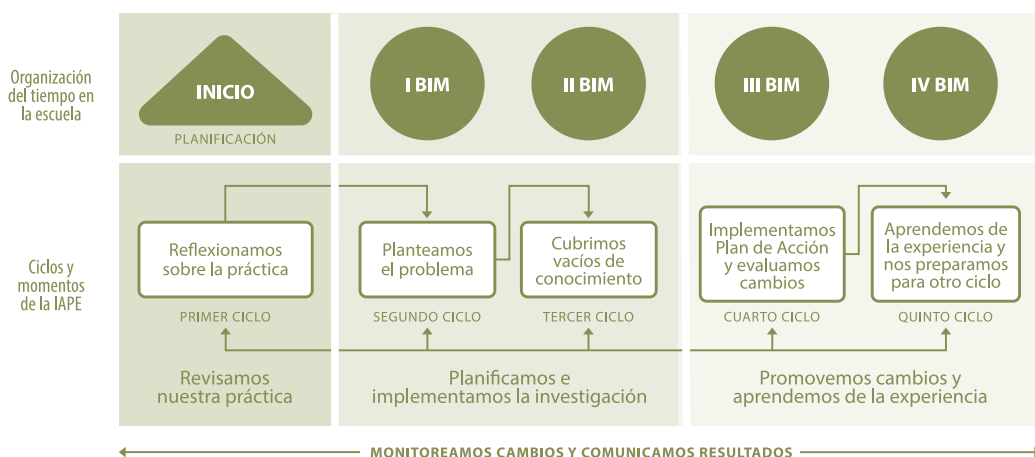 Organización
del tiempo en
la escuela
INICIO
PLANIFICACIÓN
I BIM
II BIM
III BIM
IV BIM
Ciclos y
momentos
de la IAPE
Reflexionamos
sobre la práctica
PRIMER CICLO
Planteamos
el problema
SEGUNDO CICLO
Cubrimos
vacíos de
conocimiento
TERCER CICLO
Implementamos
Plan de Acción
y evaluamos
cambios
CUARTO CICLO
Aprendemos de
la experiencia y
nos preparamos
para otro ciclo
QUINTO CICLO
Revisamos
nuestra práctica
Planificamos e
implementamos la investigación
Promovemos cambios y
aprendemos de la experiencia
MONITOREAMOS CAMBIOS Y COMUNICAMOS RESULTADOS